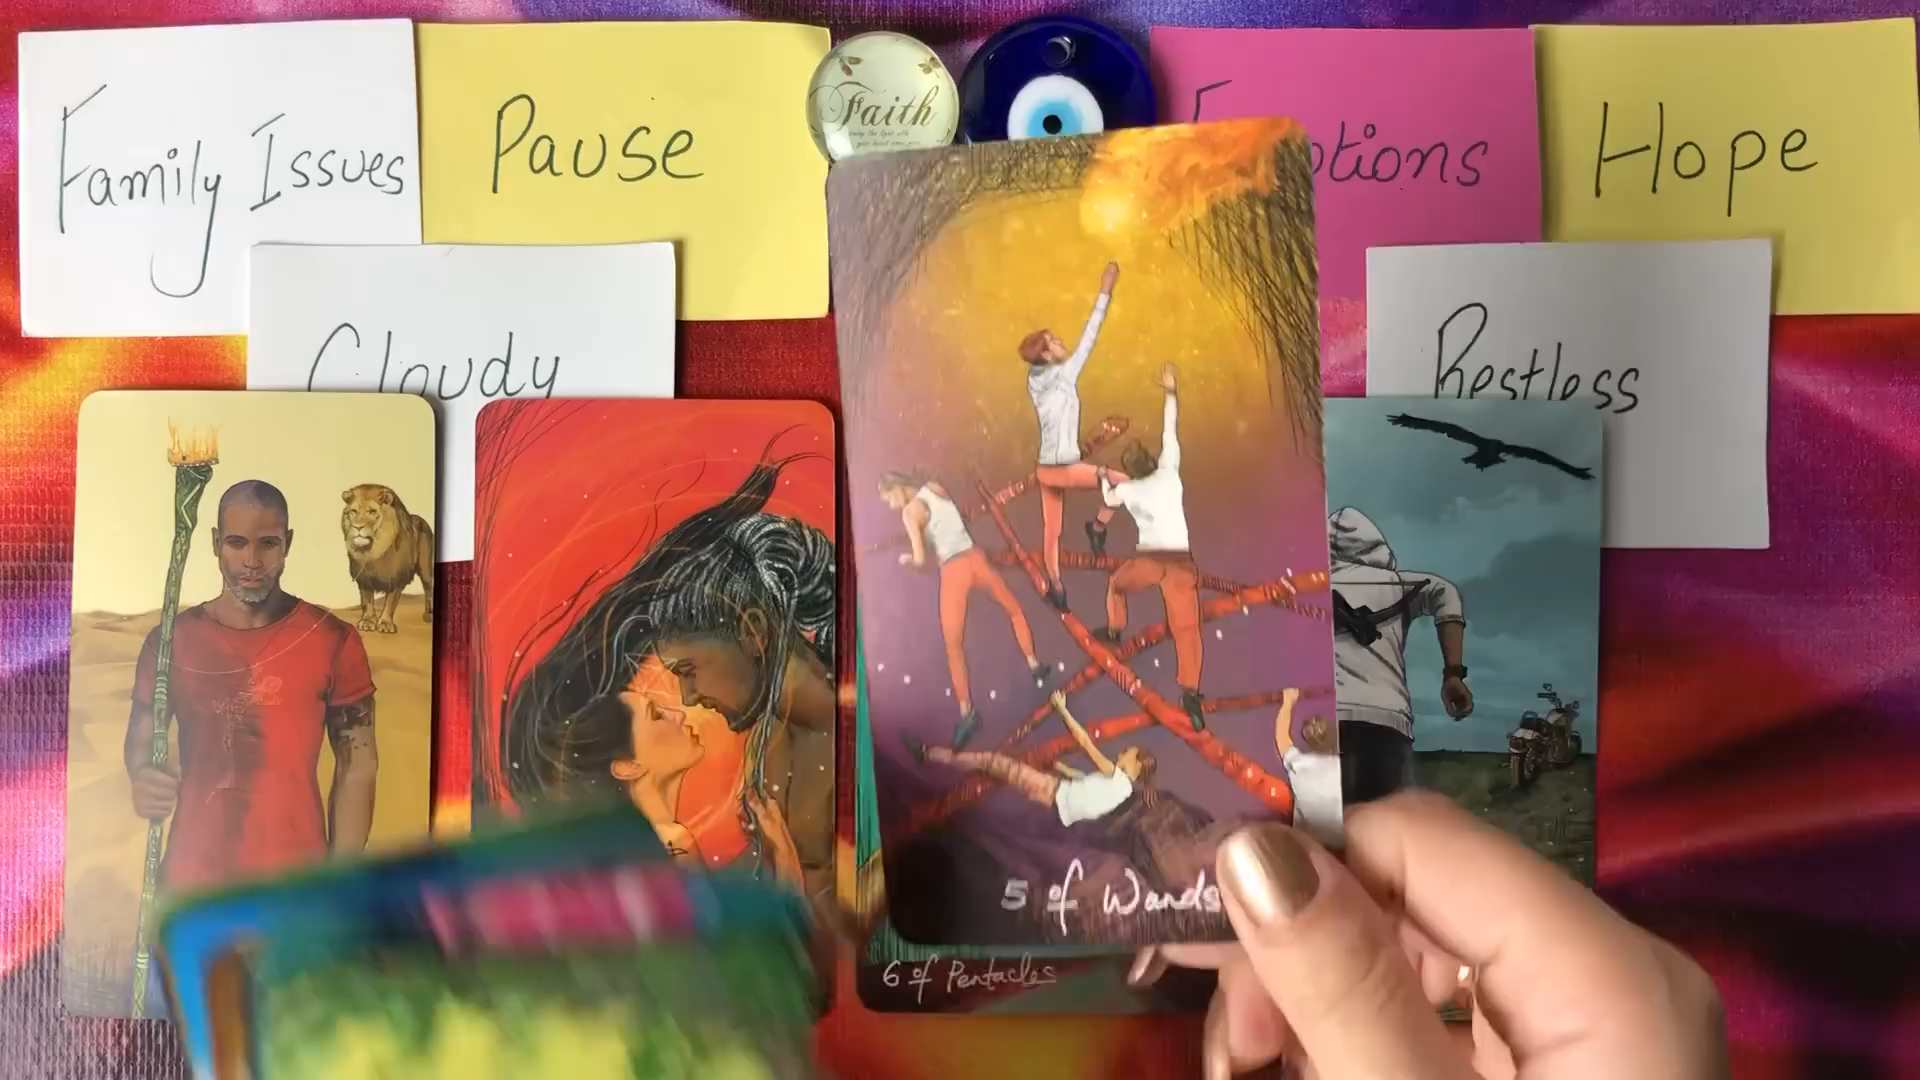 Family Issues
Pause
Faith
Hope
Cloudy
Restless
5 of Wands
6 of Pentacles